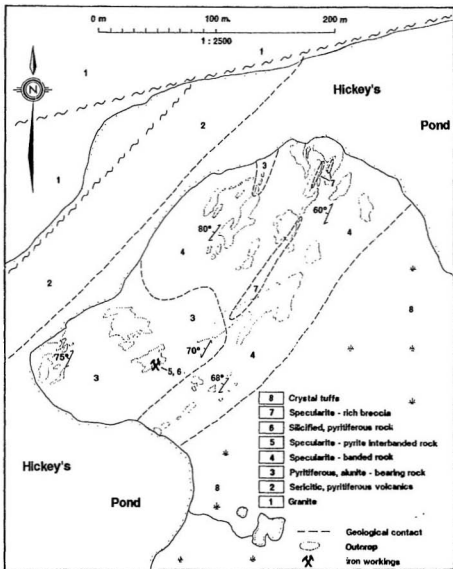 0 m 100 m. 200 m
1 : 2500
1
1
Hickey's
Pond
N
2
1
3
7
60°
80°
4
4
2
7
8
3
70°
75°
5, 6
4
3
68°
8 Crystal tuffs
7 Specularite - rich breccia
6 Silicified, pyritiferous rock
5 Specularite - pyrite interbanded rock
4 Specularite - banded rock
3 Pyritiferous, alunite - bearing rock
2 Sericitic, pyritiferous volcanics
1 Granite
Hickey's
Pond
8
Geological contact
Outcrop
Iron workings